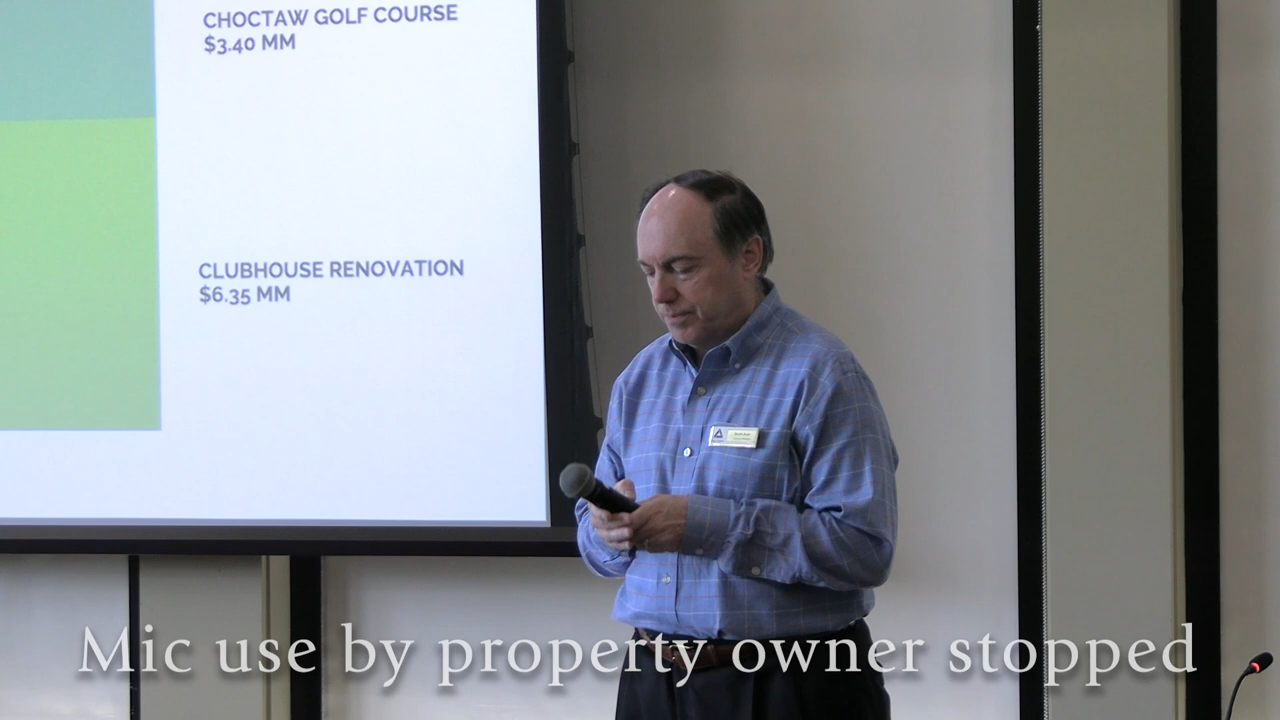 CHOCTAW GOLF COURSE
$3.40 MM
CLUBHOUSE RENOVATION
$6.35 MM
Mic use by property owner stopped